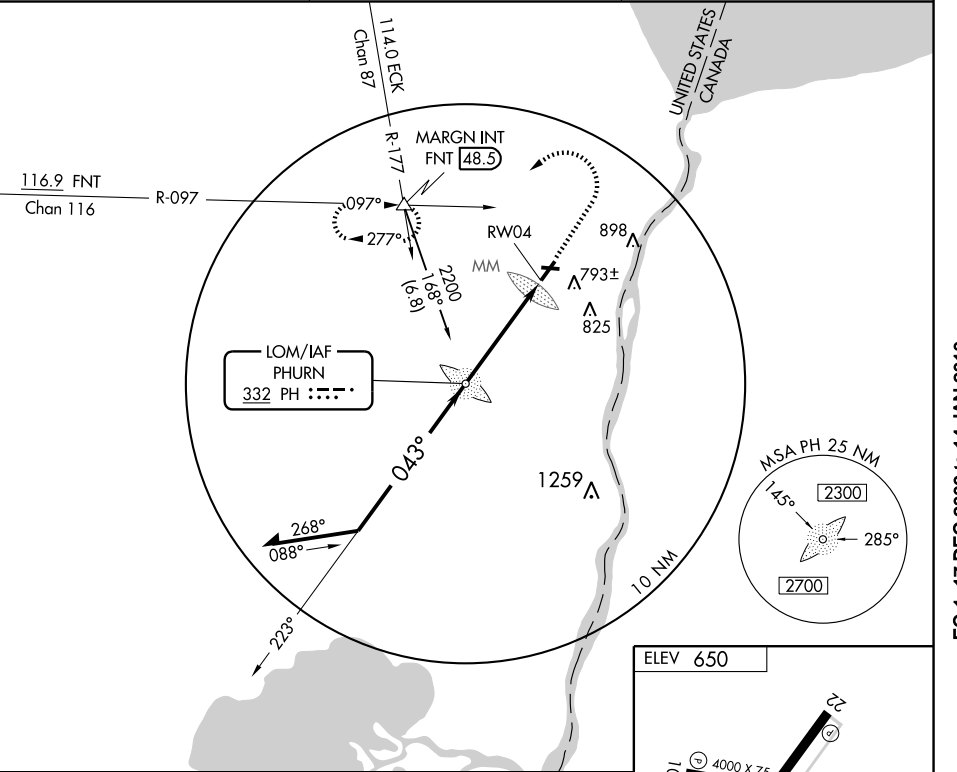 114.0 ECK
Chan 87
R-177
UNITED STATES
CANADA
MARGN INT
FNT 48.5
116.9 FNT
Chan 116
R-097
097°
277°
RW04
MM
898
793±
825
2200
168°
(6.8)
LOM/IAF
PHURN
332 PH
043°
1259
268°
088°
223°
10 NM
MSA PH 25 NM
145°
2300
285°
2700
ELEV 650
22
P
P
4000 X 75